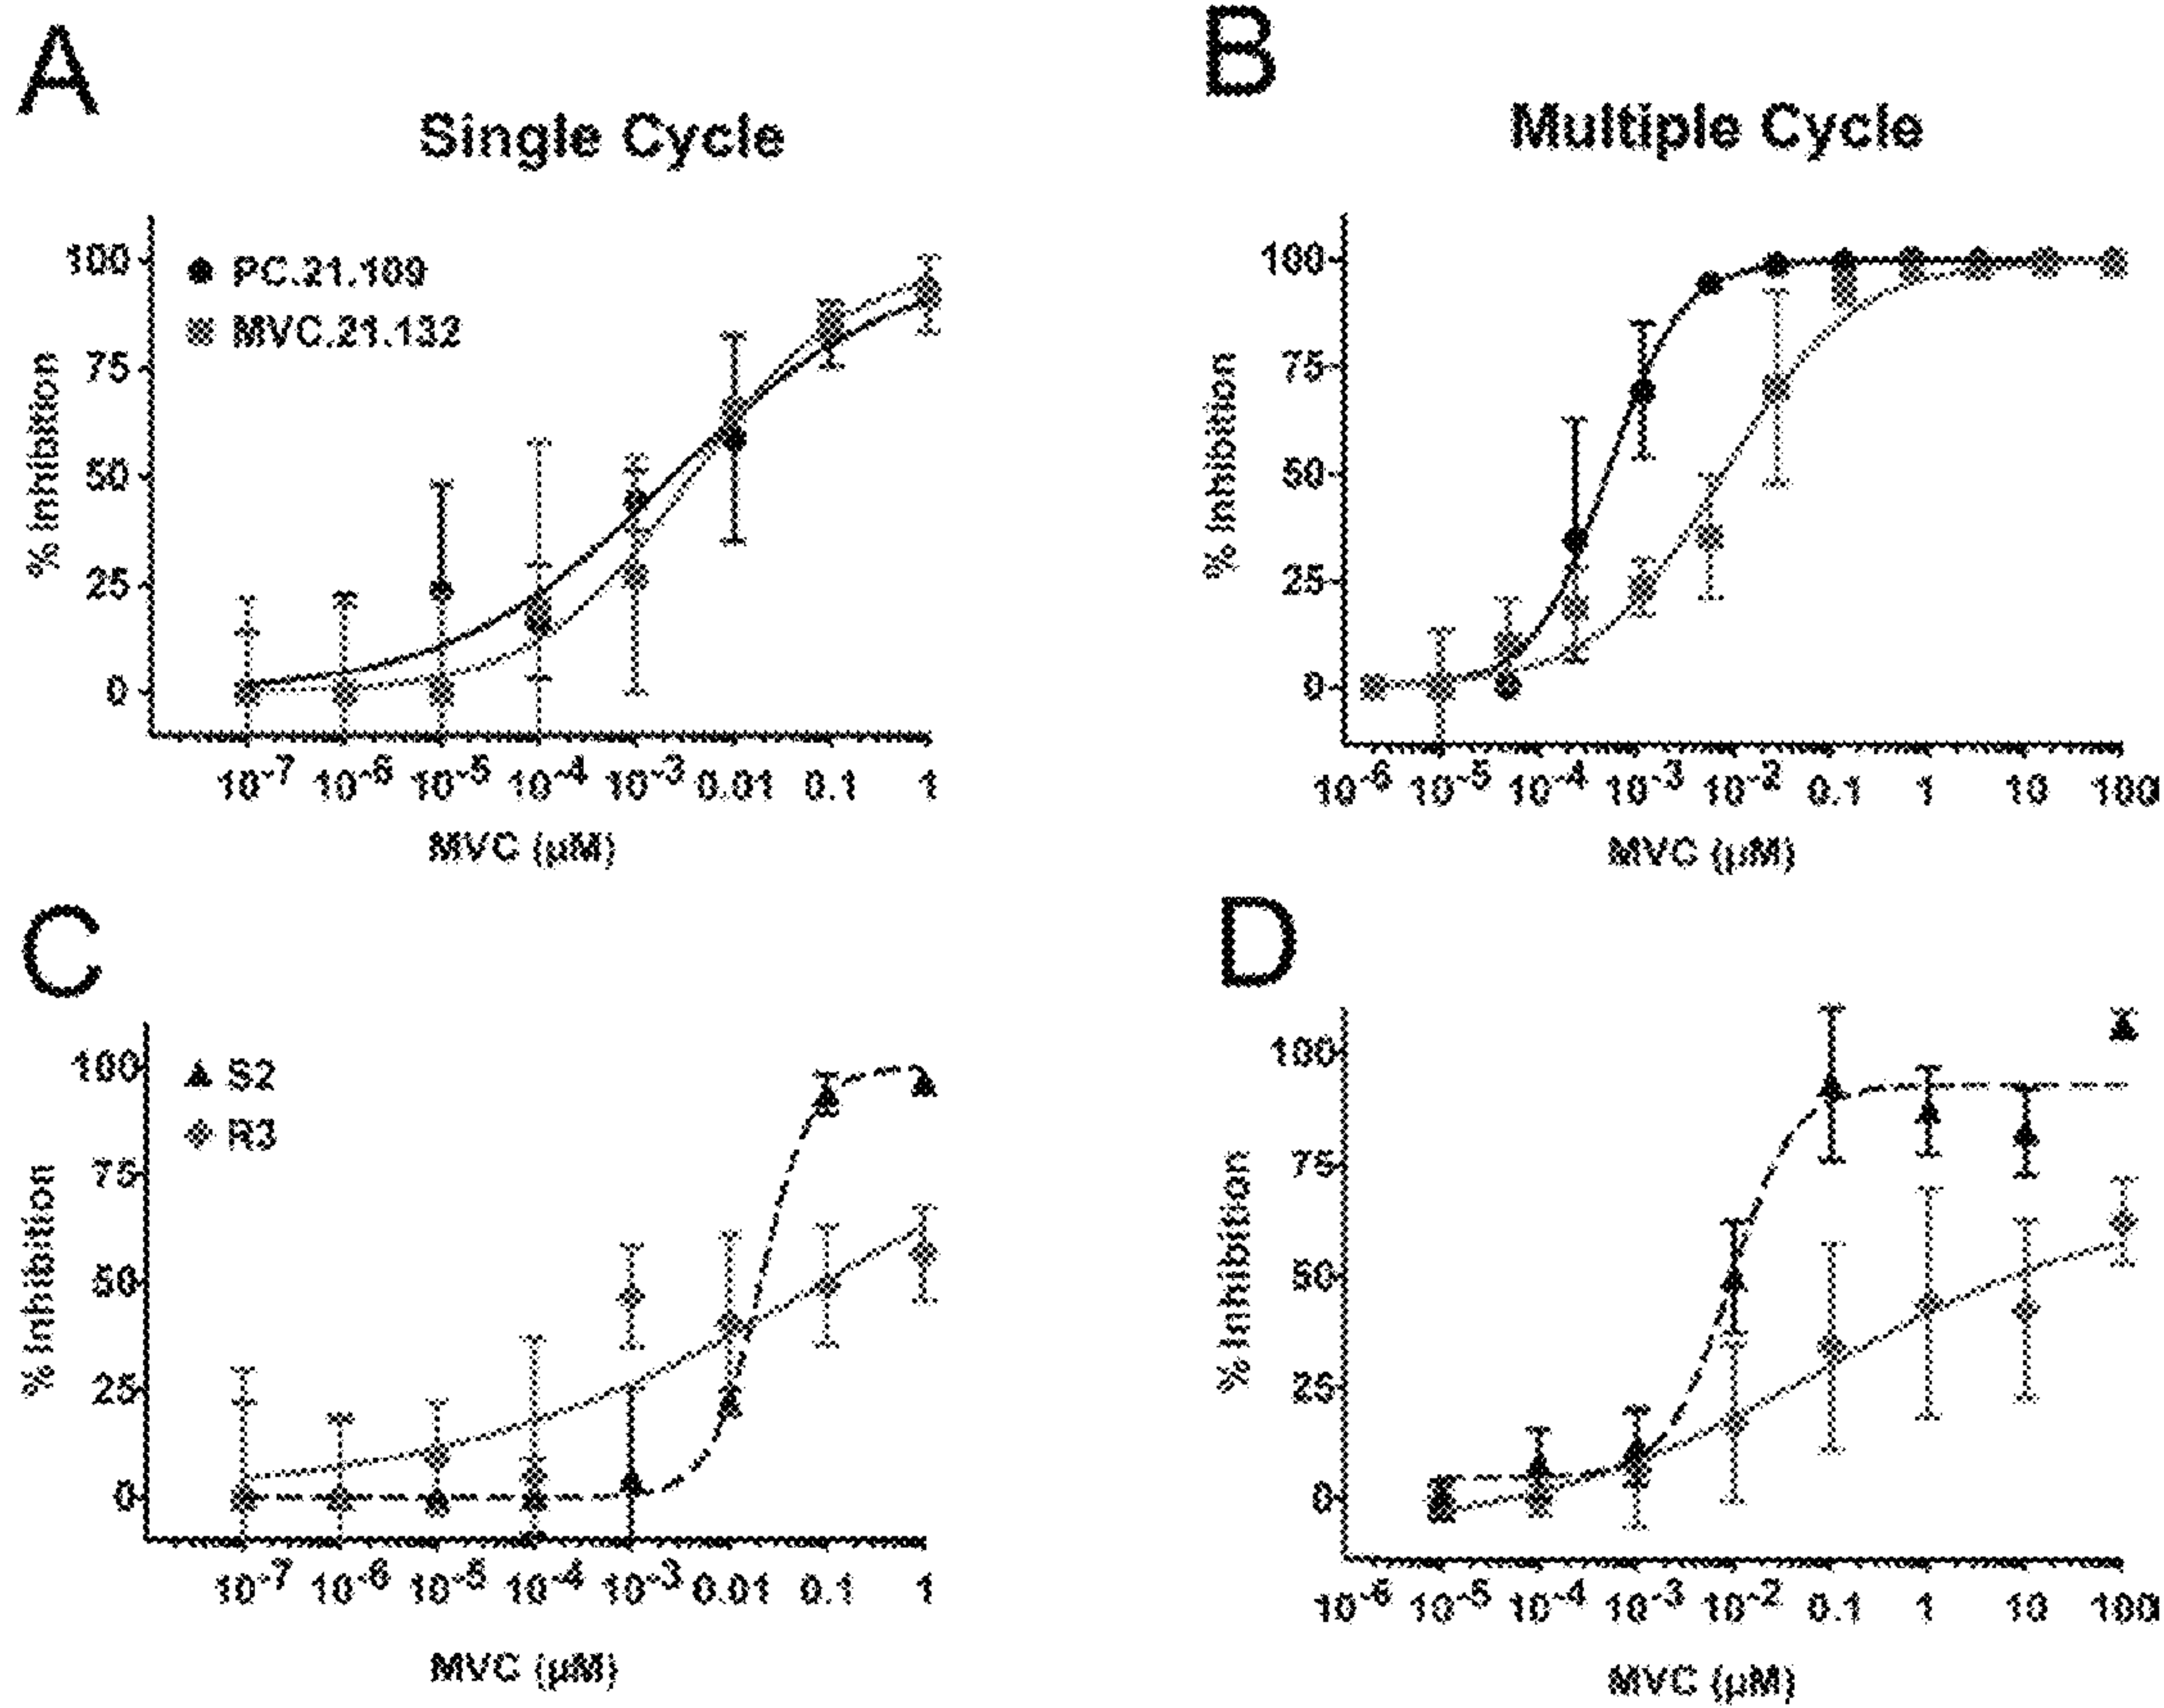 A
Single Cycle
100
75
50
25
0
% Inhibition
PC.21.109
MVC.21.132
10-7 10-6 10-5 10-4 10-3 0.01 0.1 1
MVC (µM)
B
Multiple Cycle
100
75
50
25
0
% Inhibition
10-6 10-5 10-4 10-3 10-2 0.1 1 10 100
MVC (µM)
C
100
75
50
25
0
% Inhibition
S2
R3
10-7 10-6 10-5 10-4 10-3 0.01 0.1 1
MVC (µM)
D
100
75
50
25
0
% Inhibition
10-6 10-5 10-4 10-3 10-2 0.1 1 10 100
MVC (µM)